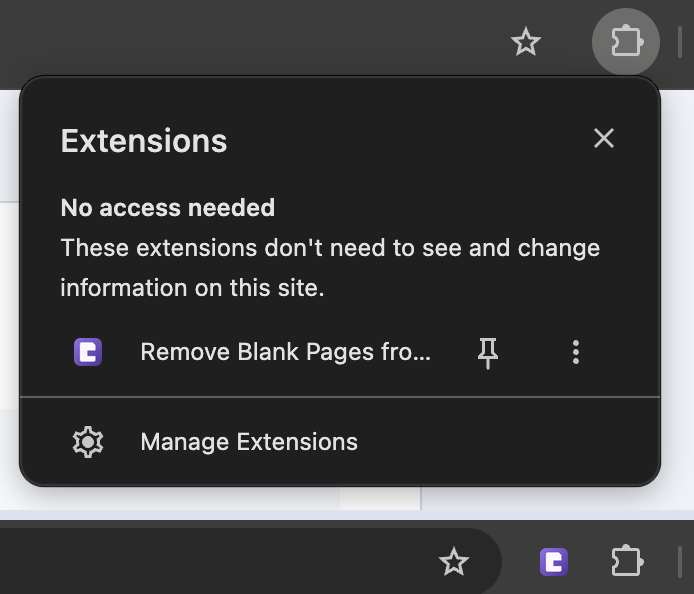 Extensions
No access needed
These extensions don't need to see and change
information on this site.
Remove Blank Pages fro...
Manage Extensions